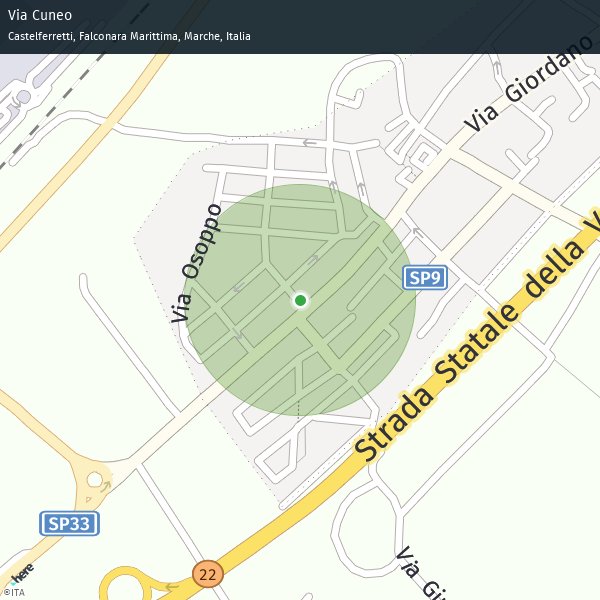 Via Cuneo
Castelferretti, Falconara Marittima, Marche, Italia
Via Giordano
Via Osoppo
SP9
Strada Statale della V
SP33
22
Via Giu
here
©ITA